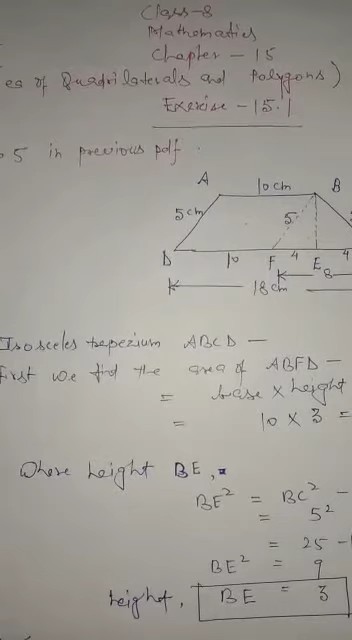 Class-8
Mathematics
Chapter - 15
(es of Quadrilaterals and Polygons)
Exercise - 15.1
5 in previous pdf.
A 10 cm B
5 cm 5
D 10 F 4 E 4
8
18 cm
Isosceles trepezium ABCD -
First we find the area of ABFD -
= base × height
= 10 × 3 =
Where height BE,
BE² = BC² -
= 5²
= 25 -
BE² = 9
height, BE = 3